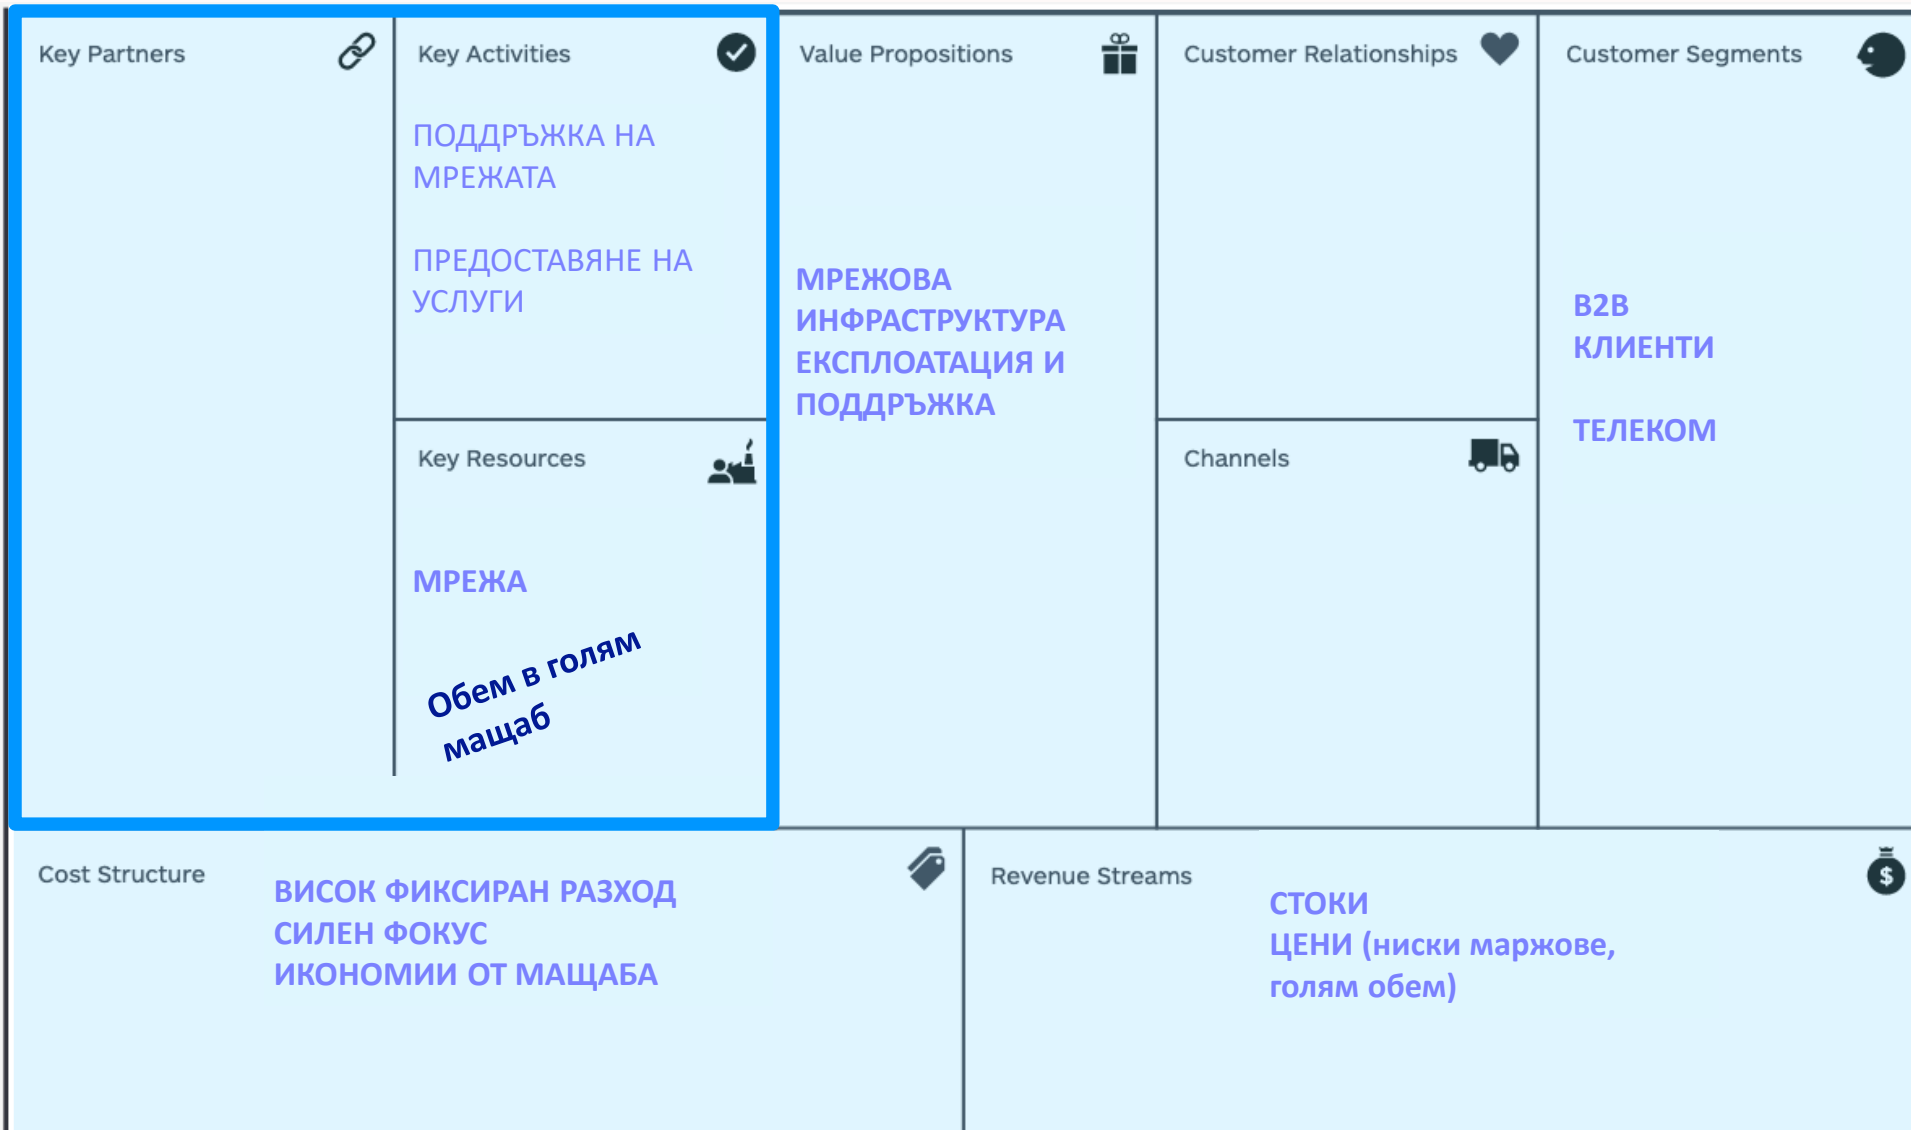 Key Partners
Key Activities
ПОДДРЪЖКА НА
МРЕЖАТА
ПРЕДОСТАВЯНЕ НА
УСЛУГИ
Key Resources
МРЕЖА
Обем в голям
мащаб
Value Propositions
МРЕЖОВА
ИНФРАСТРУКТУРА
ЕКСПЛОАТАЦИЯ И
ПОДДРЪЖКА
Customer Relationships
Channels
Customer Segments
B2B
КЛИЕНТИ
ТЕЛЕКОМ
Cost Structure
ВИСОК ФИКСИРАН РАЗХОД
СИЛЕН ФОКУС
ИКОНОМИИ ОТ МАЩАБА
Revenue Streams
СТОКИ
ЦЕНИ (ниски маржове,
голям обем)
$